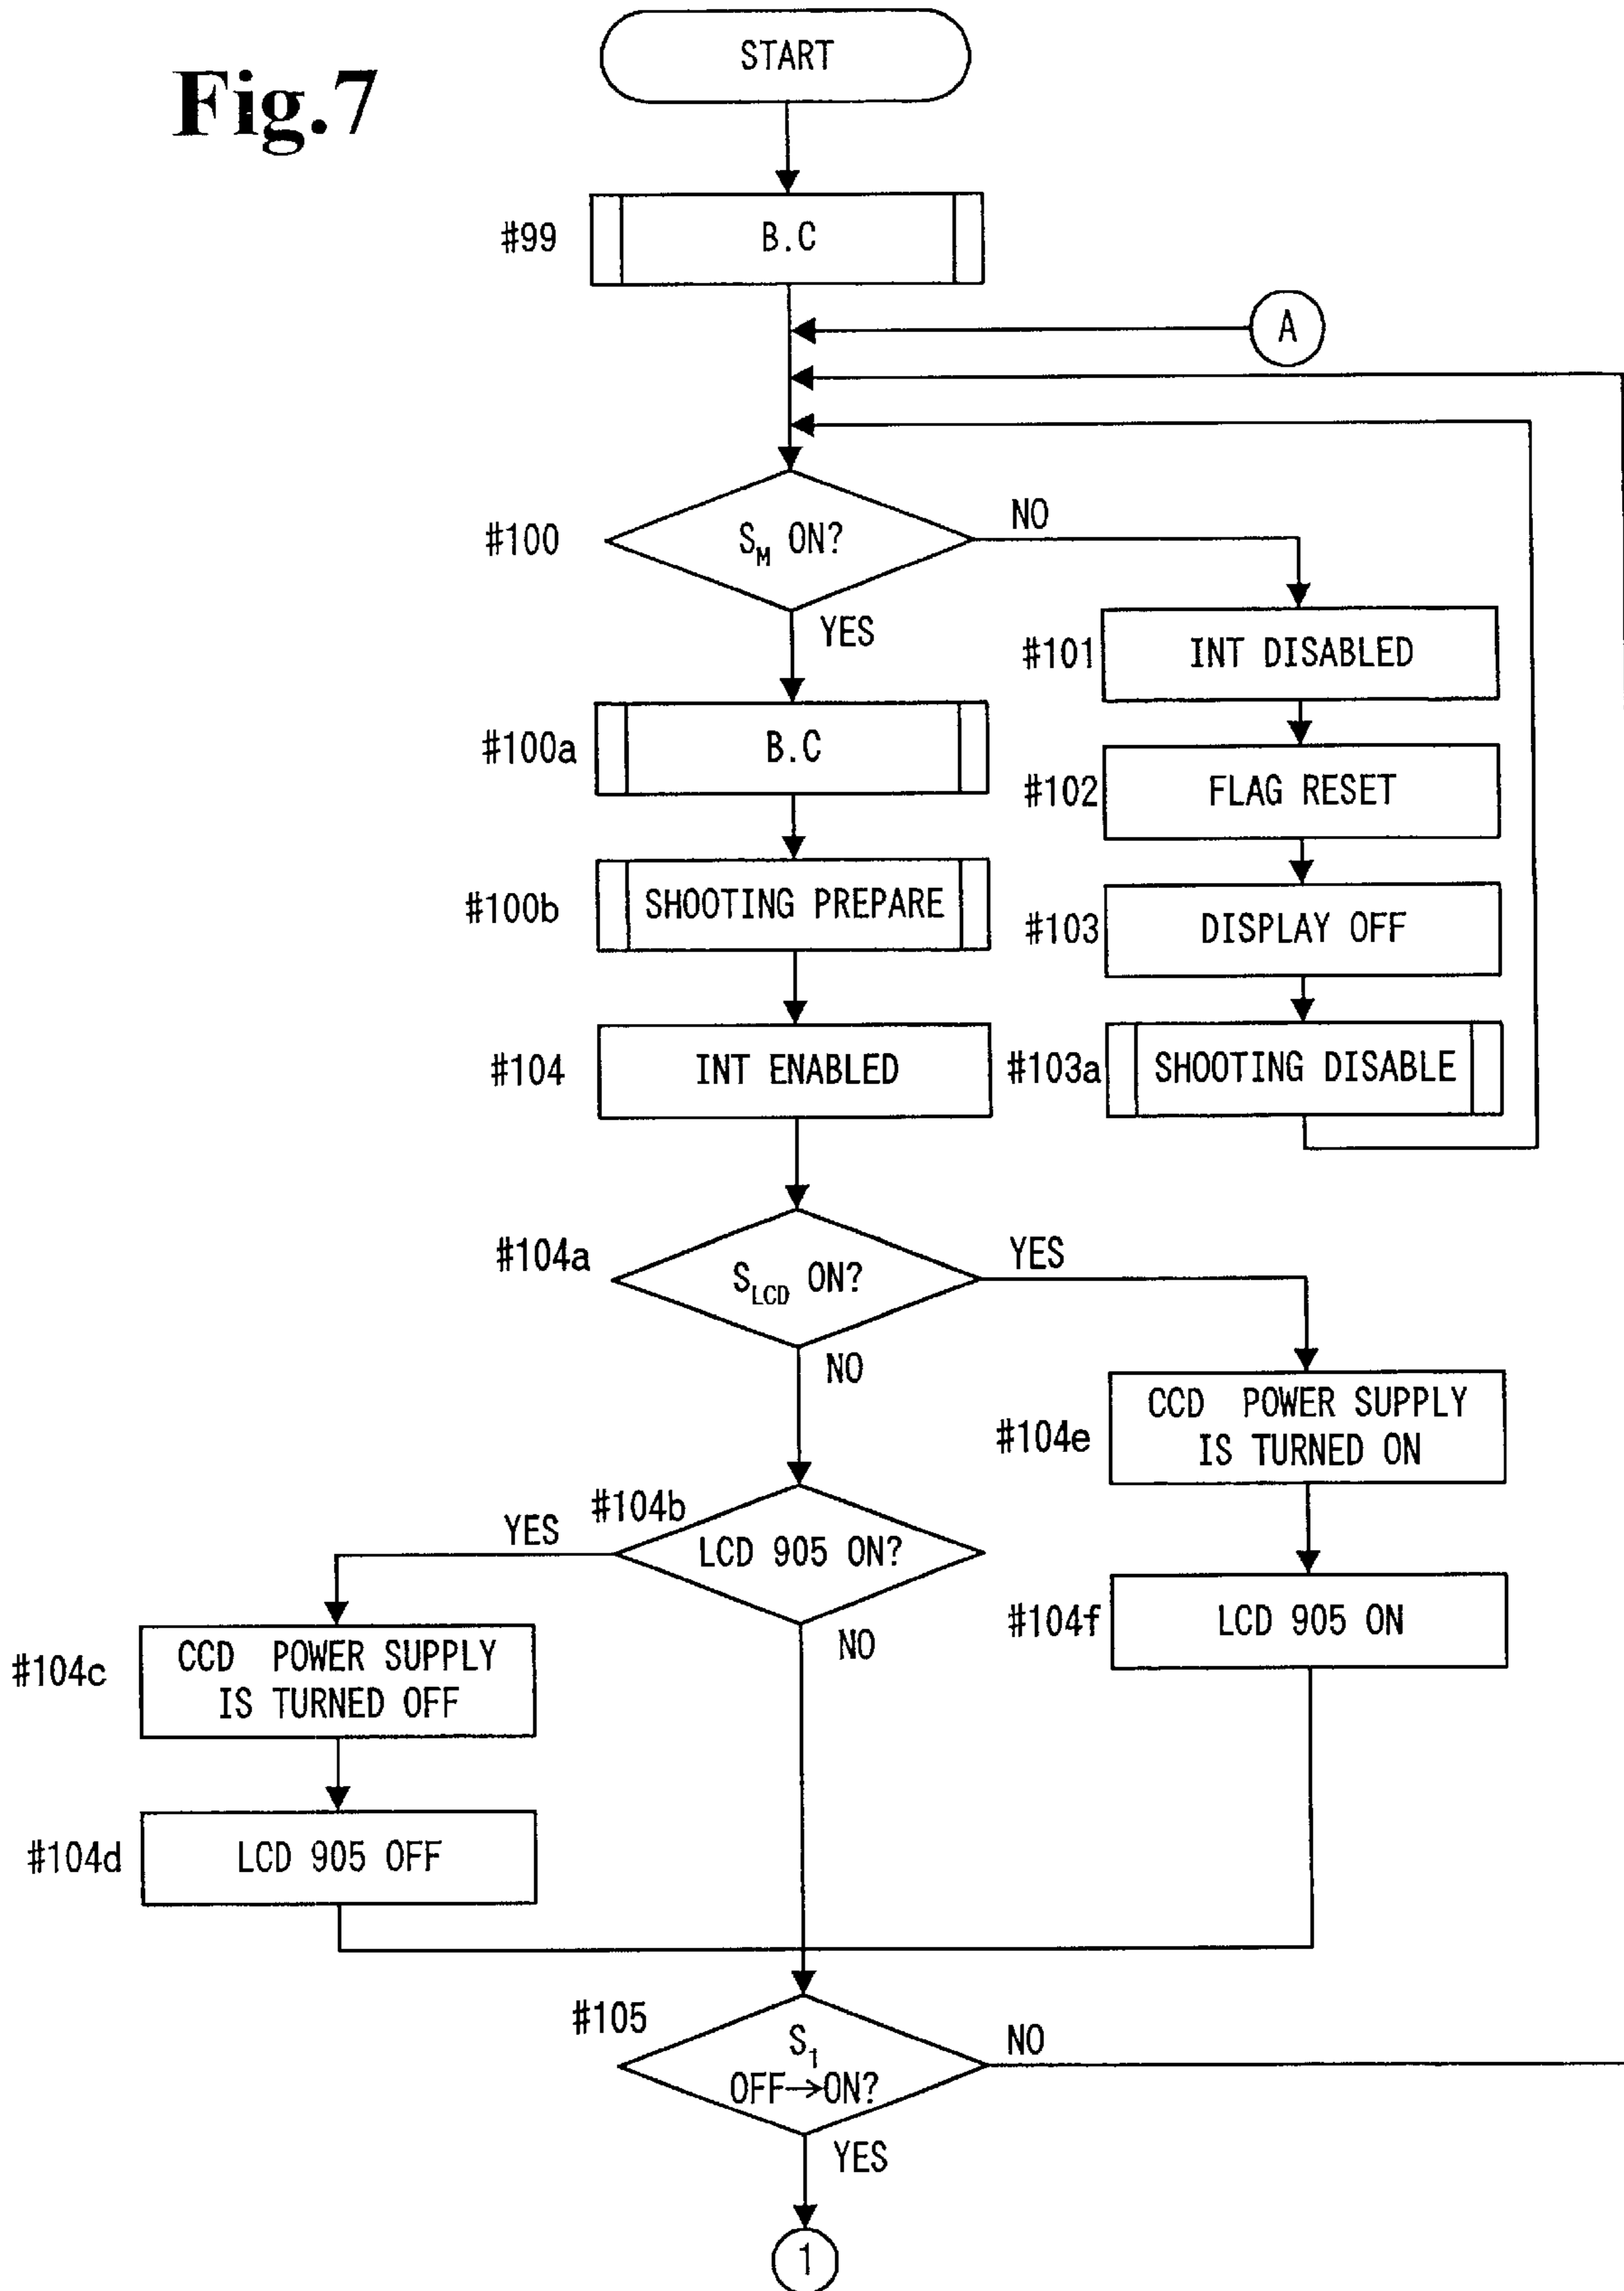 Fig.7
START
#99
B.C
A
#100
S_M ON?
NO
YES
#101
INT DISABLED
#100a
B.C
#102
FLAG RESET
#100b
SHOOTING PREPARE
#103
DISPLAY OFF
#104
INT ENABLED
#103a
SHOOTING DISABLE
#104a
S_LCD ON?
YES
NO
#104e
CCD POWER SUPPLY
IS TURNED ON
#104b
YES
LCD 905 ON?
NO
#104f
LCD 905 ON
#104c
CCD POWER SUPPLY
IS TURNED OFF
#104d
LCD 905 OFF
#105
S_1
OFF→ON?
NO
YES
1